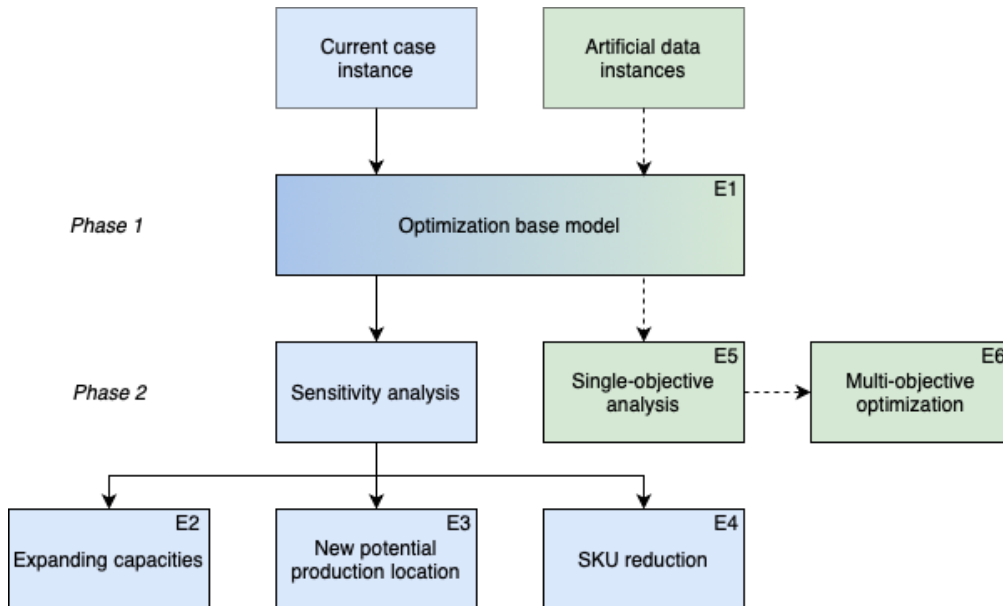 Current case
instance
Artificial data
instances
E1
Phase 1
Optimization base model
Phase 2
Sensitivity analysis
E5
Single-objective
analysis
E6
Multi-objective
optimization
E2
Expanding capacities
E3
New potential
production location
E4
SKU reduction